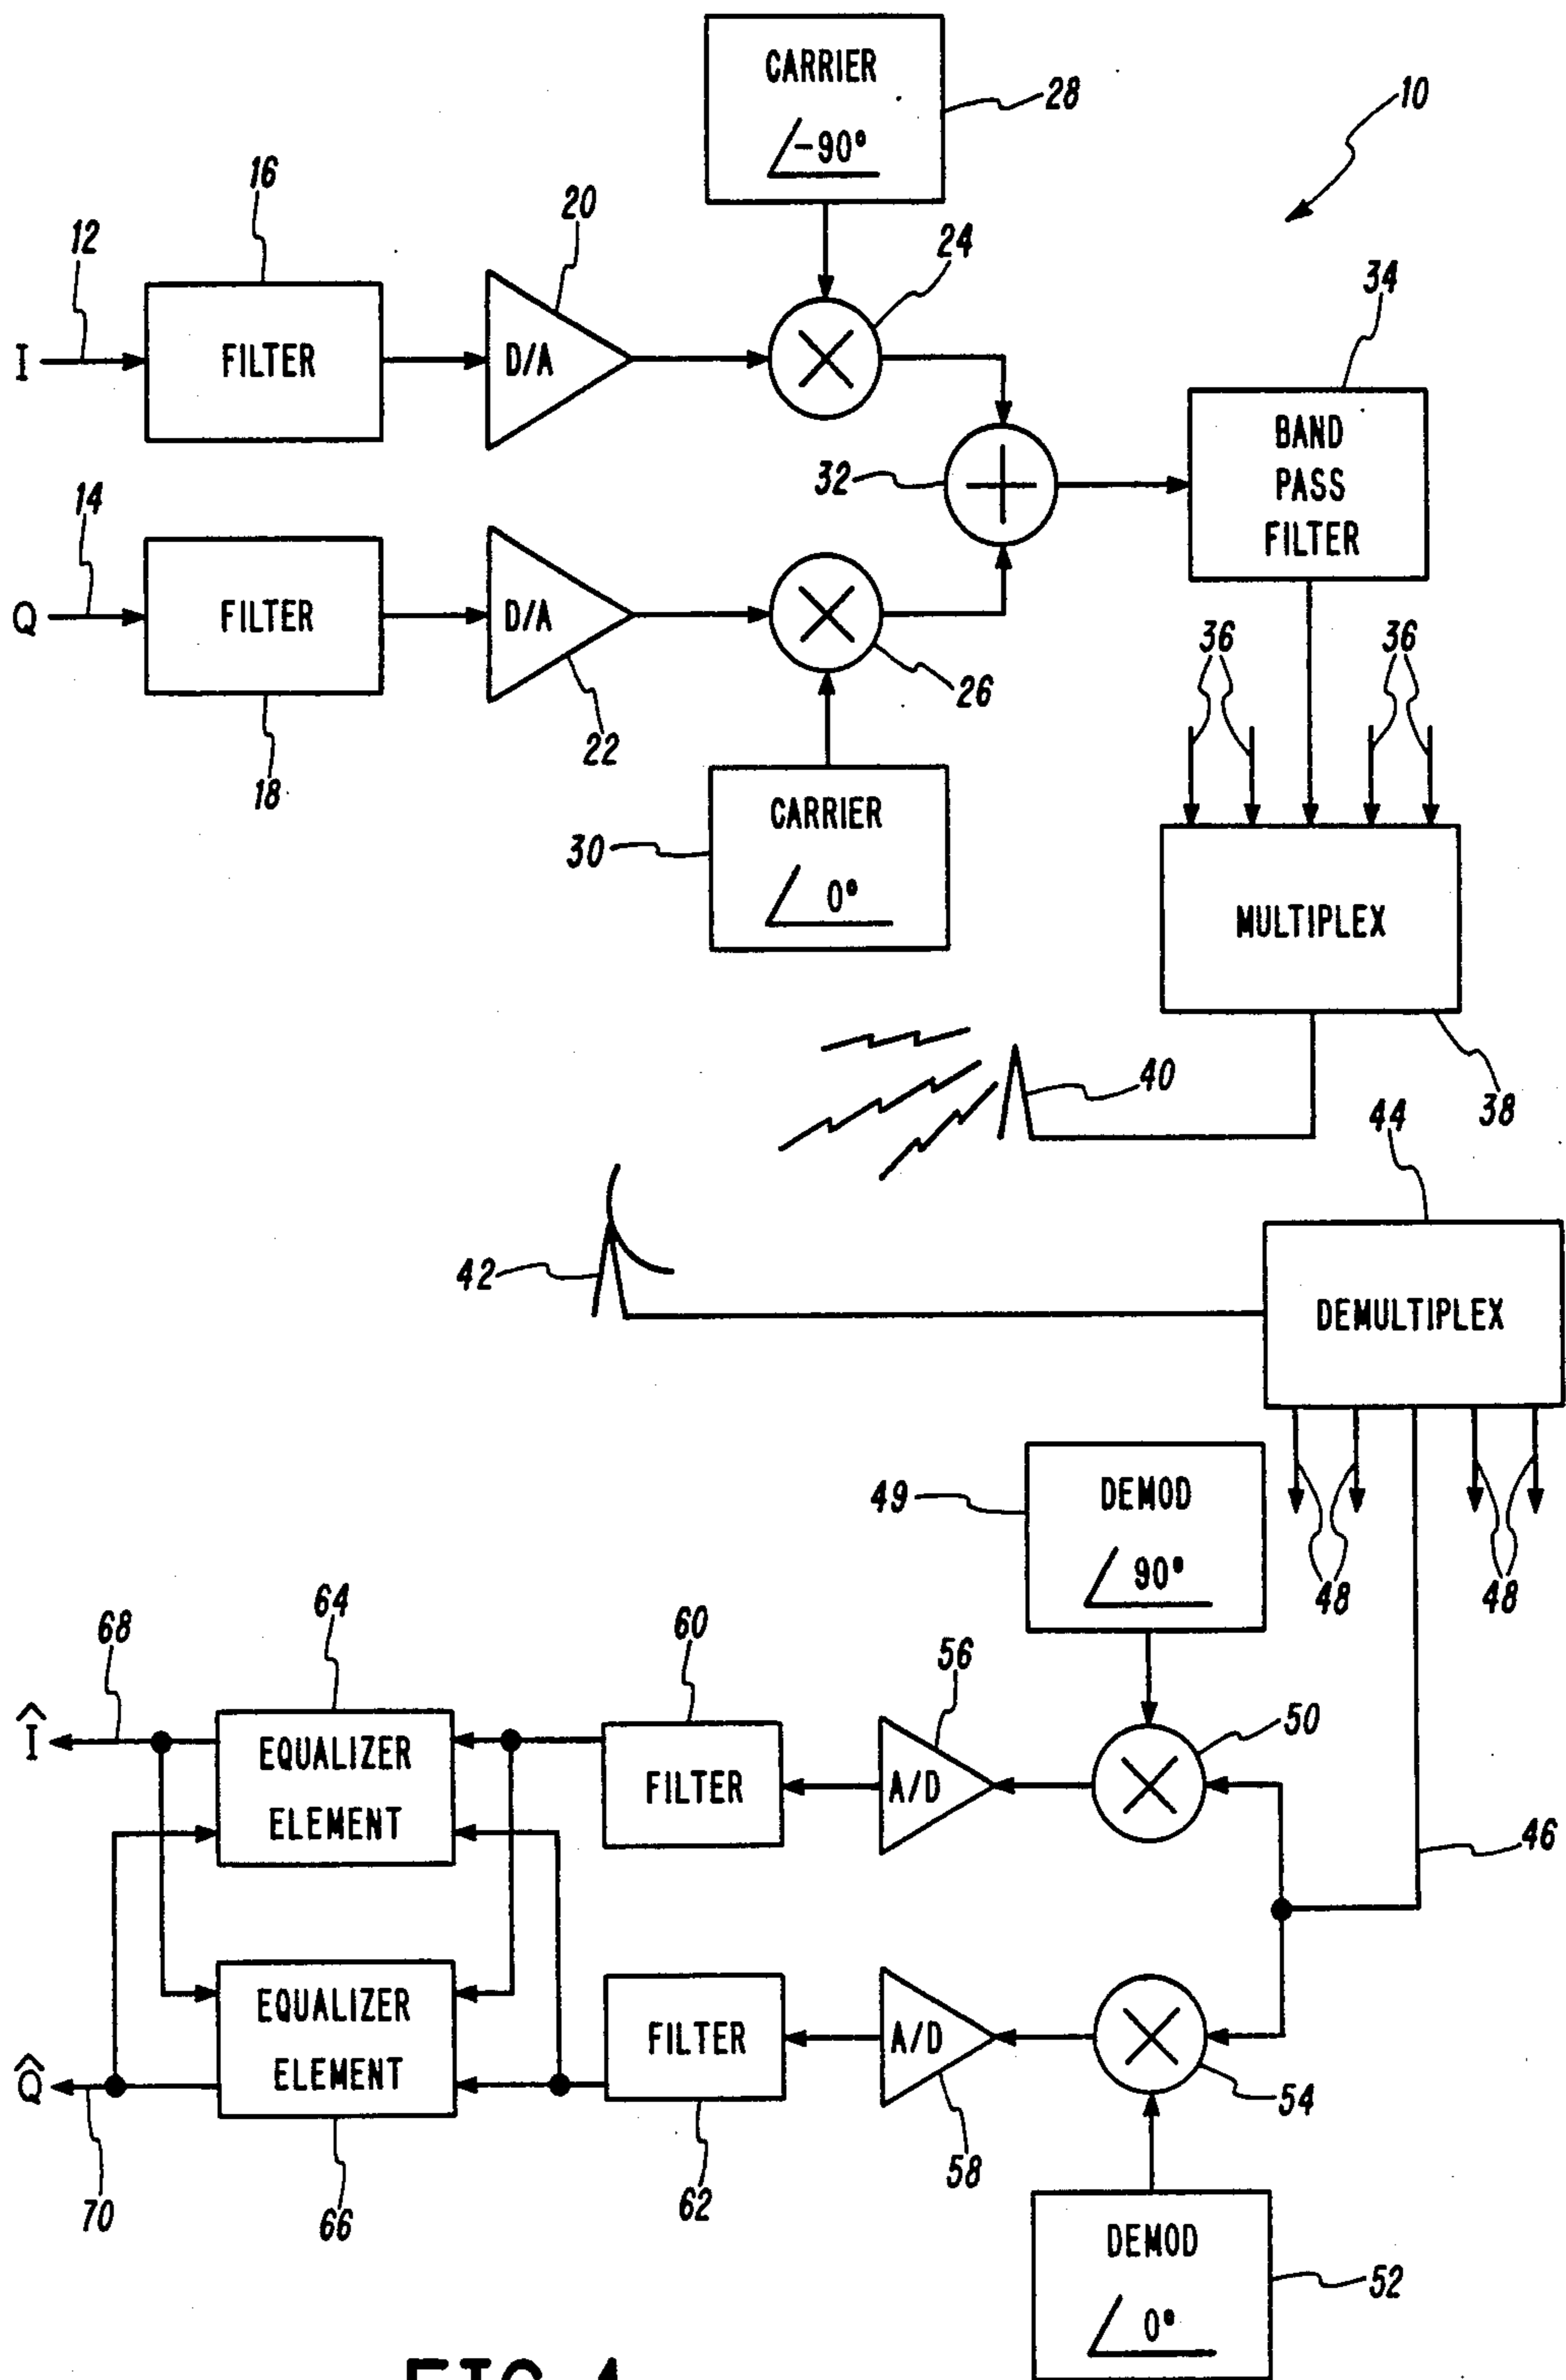 CARRIER
28
-90°
10
16
20
12
24
34
I
FILTER
D/A
BAND
PASS
FILTER
32
14
Q
FILTER
D/A
36
36
26
22
18
CARRIER
30
0°
MULTIPLEX
40
38
44
42
DEMULTIPLEX
49
DEMOD
90°
48
48
64
60
68
56
50
Î
EQUALIZER
ELEMENT
FILTER
A/D
46
EQUALIZER
ELEMENT
FILTER
A/D
Q̂
54
58
70
66
62
DEMOD
52
0°